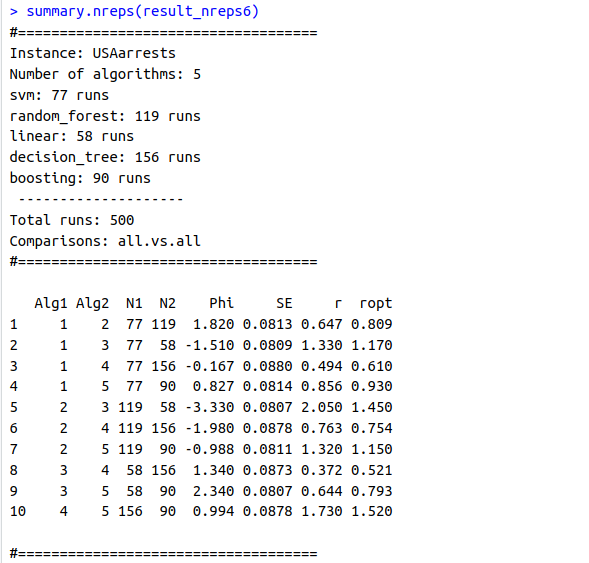 > summary.nreps(result_nreps6)
#====================================
Instance: USAarrests
Number of algorithms: 5
svm: 77 runs
random_forest: 119 runs
linear: 58 runs
decision_tree: 156 runs
boosting: 90 runs
 --------------------
Total runs: 500
Comparisons: all.vs.all
#====================================
   Alg1 Alg2  N1  N2    Phi     SE     r  ropt
1     1    2  77 119  1.820 0.0813 0.647 0.809
2     1    3  77  58 -1.510 0.0809 1.330 1.170
3     1    4  77 156 -0.167 0.0880 0.494 0.610
4     1    5  77  90  0.827 0.0814 0.856 0.930
5     2    3 119  58 -3.330 0.0807 2.050 1.450
6     2    4 119 156 -1.980 0.0878 0.763 0.754
7     2    5 119  90 -0.988 0.0811 1.320 1.150
8     3    4  58 156  1.340 0.0873 0.372 0.521
9     3    5  58  90  2.340 0.0807 0.644 0.793
10    4    5 156  90  0.994 0.0878 1.730 1.520
#====================================